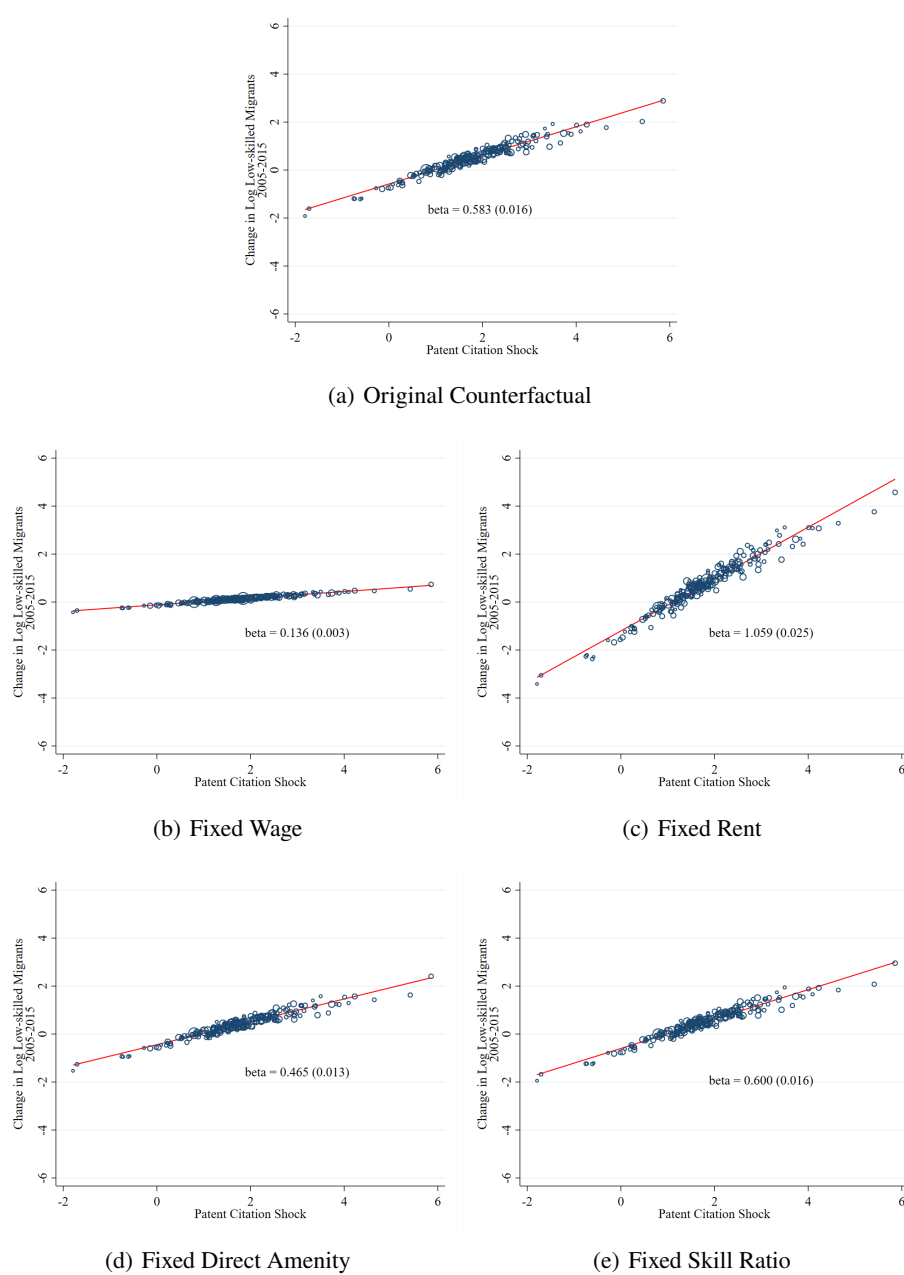 Change in Log Low-skilled Migrants
2005-2015
6
4
2
0
-2
-4
-6
beta = 0.583 (0.016)
-2 0 2 4 6
Patent Citation Shock
(a) Original Counterfactual
Change in Log Low-skilled Migrants
2005-2015
6
4
2
0
-2
-4
-6
beta = 0.136 (0.003)
-2 0 2 4 6
Patent Citation Shock
(b) Fixed Wage
Change in Log Low-skilled Migrants
2005-2015
6
4
2
0
-2
-4
-6
beta = 1.059 (0.025)
-2 0 2 4 6
Patent Citation Shock
(c) Fixed Rent
Change in Log Low-skilled Migrants
2005-2015
6
4
2
0
-2
-4
-6
beta = 0.465 (0.013)
-2 0 2 4 6
Patent Citation Shock
(d) Fixed Direct Amenity
Change in Log Low-skilled Migrants
2005-2015
6
4
2
0
-2
-4
-6
beta = 0.600 (0.016)
-2 0 2 4 6
Patent Citation Shock
(e) Fixed Skill Ratio